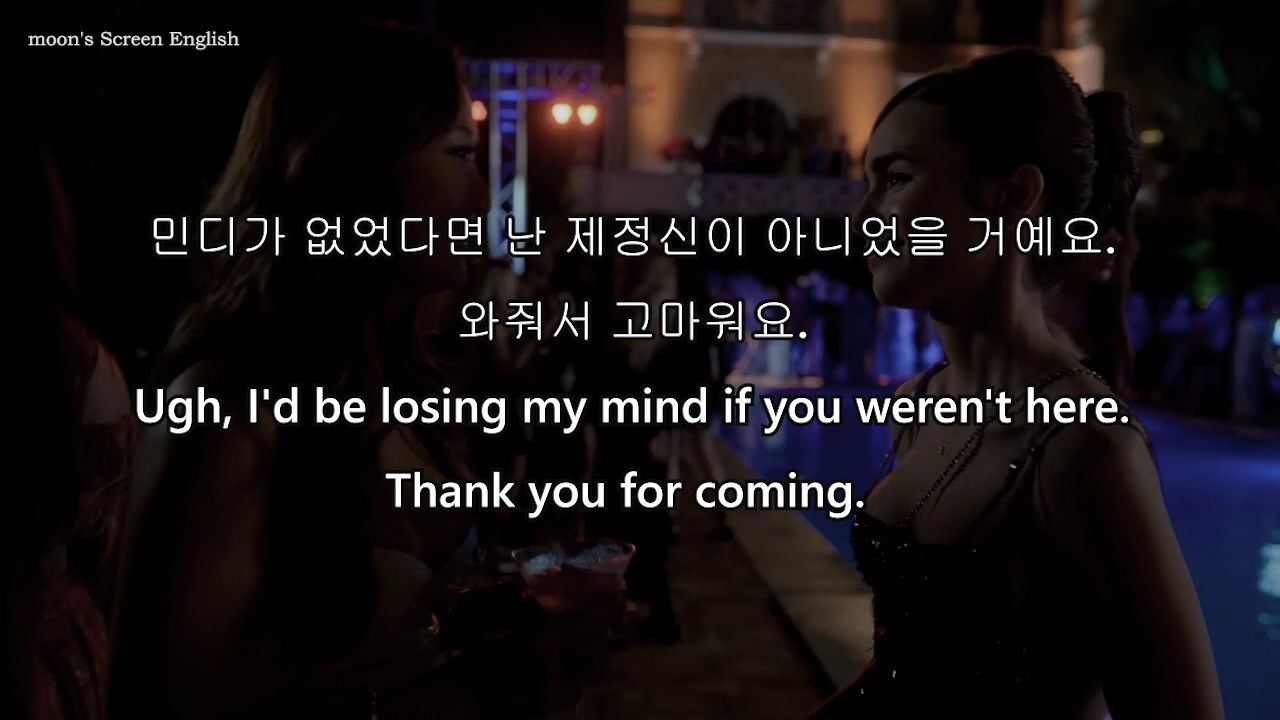 moon's Screen English
민디가 없었다면 난 제정신이 아니었을 거예요.
와줘서 고마워요.
Ugh, I'd be losing my mind if you weren't here.
Thank you for coming.